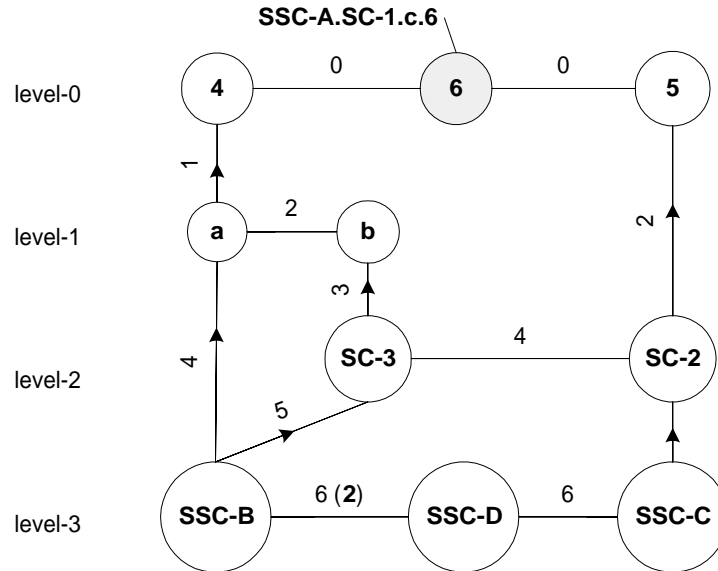 SSC-A.SC-1.c.6
level-0
4
0
6
0
5
1
level-1
a
2
b
2
3
level-2
4
SC-3
4
SC-2
5
level-3
SSC-B
6 (2)
SSC-D
6
SSC-C